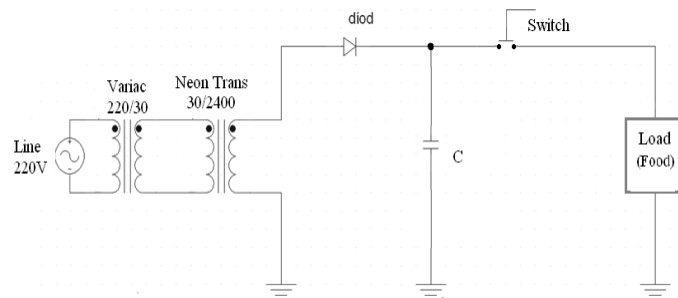 diod
Switch
Variac
220/30
Neon Trans
30/2400
Line
220V
C
Load
(Food)